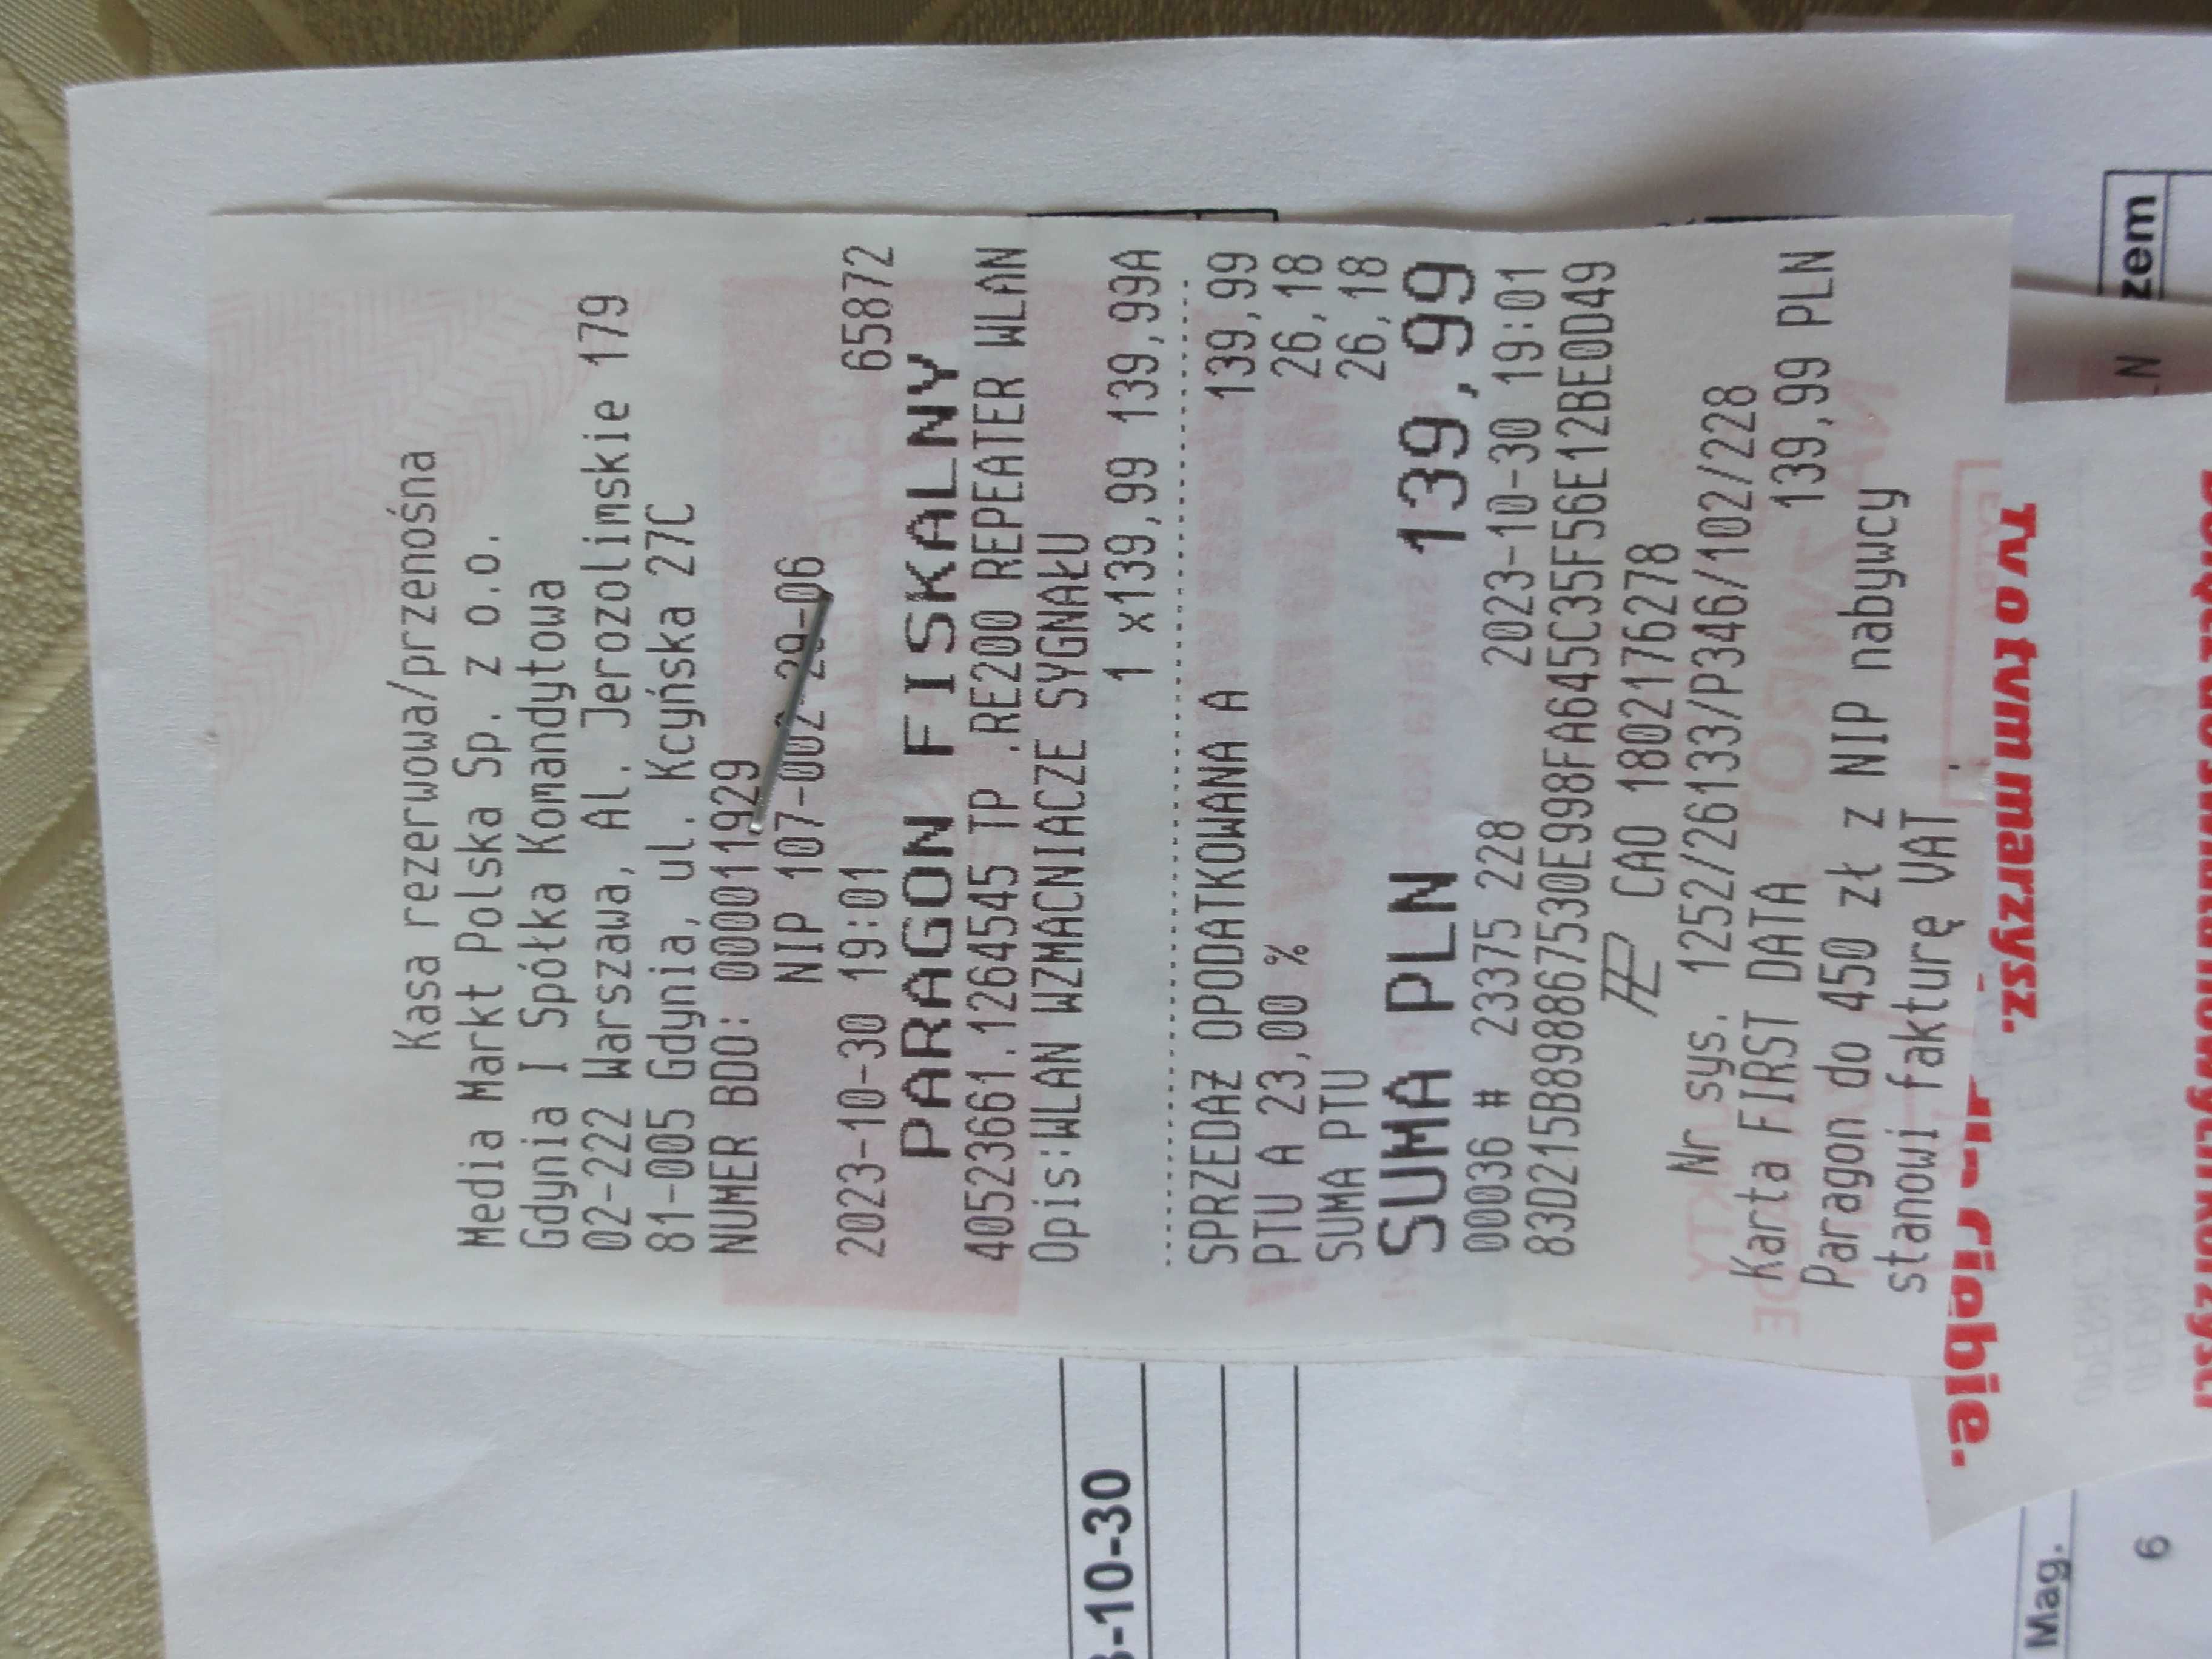 Kasa rezerwowa/przenośna
Media Markt Polska Sp. z o.o.
Gdynia I Spółka Komandytowa
02-222 Warszawa, Al. Jerozolimskie 179
81-005 Gdynia, ul. Kcyńska 27C
NUMER BDO: 000011929
NIP 107-002-29-06
2023-10-30 19:01 65872
PARAGON FISKALNY
40523661.1264545 TP .RE200 REPEATER WLAN
Opis:WLAN WZMACNIACZE SYGNAŁU
1 x139,99 139,99A
SPRZEDAŻ OPODATKOWANA A 139,99
PTU A 23,00 % 26,18
SUMA PTU 26,18
SUMA PLN 139,99
00036 # 23375 228 2023-10-30 19:01
83D215B898867530E998FA645C35F56E12BE0D49
CAO 1802176278
Nr sys. 1252/26133/P346/102/228
Karta FIRST DATA 139,99 PLN
Paragon do 450 zł z NIP nabywcy
stanowi fakturę VAT
Ty o tym marzysz.
Ciebie.
-10-30
Mag.
zem
6